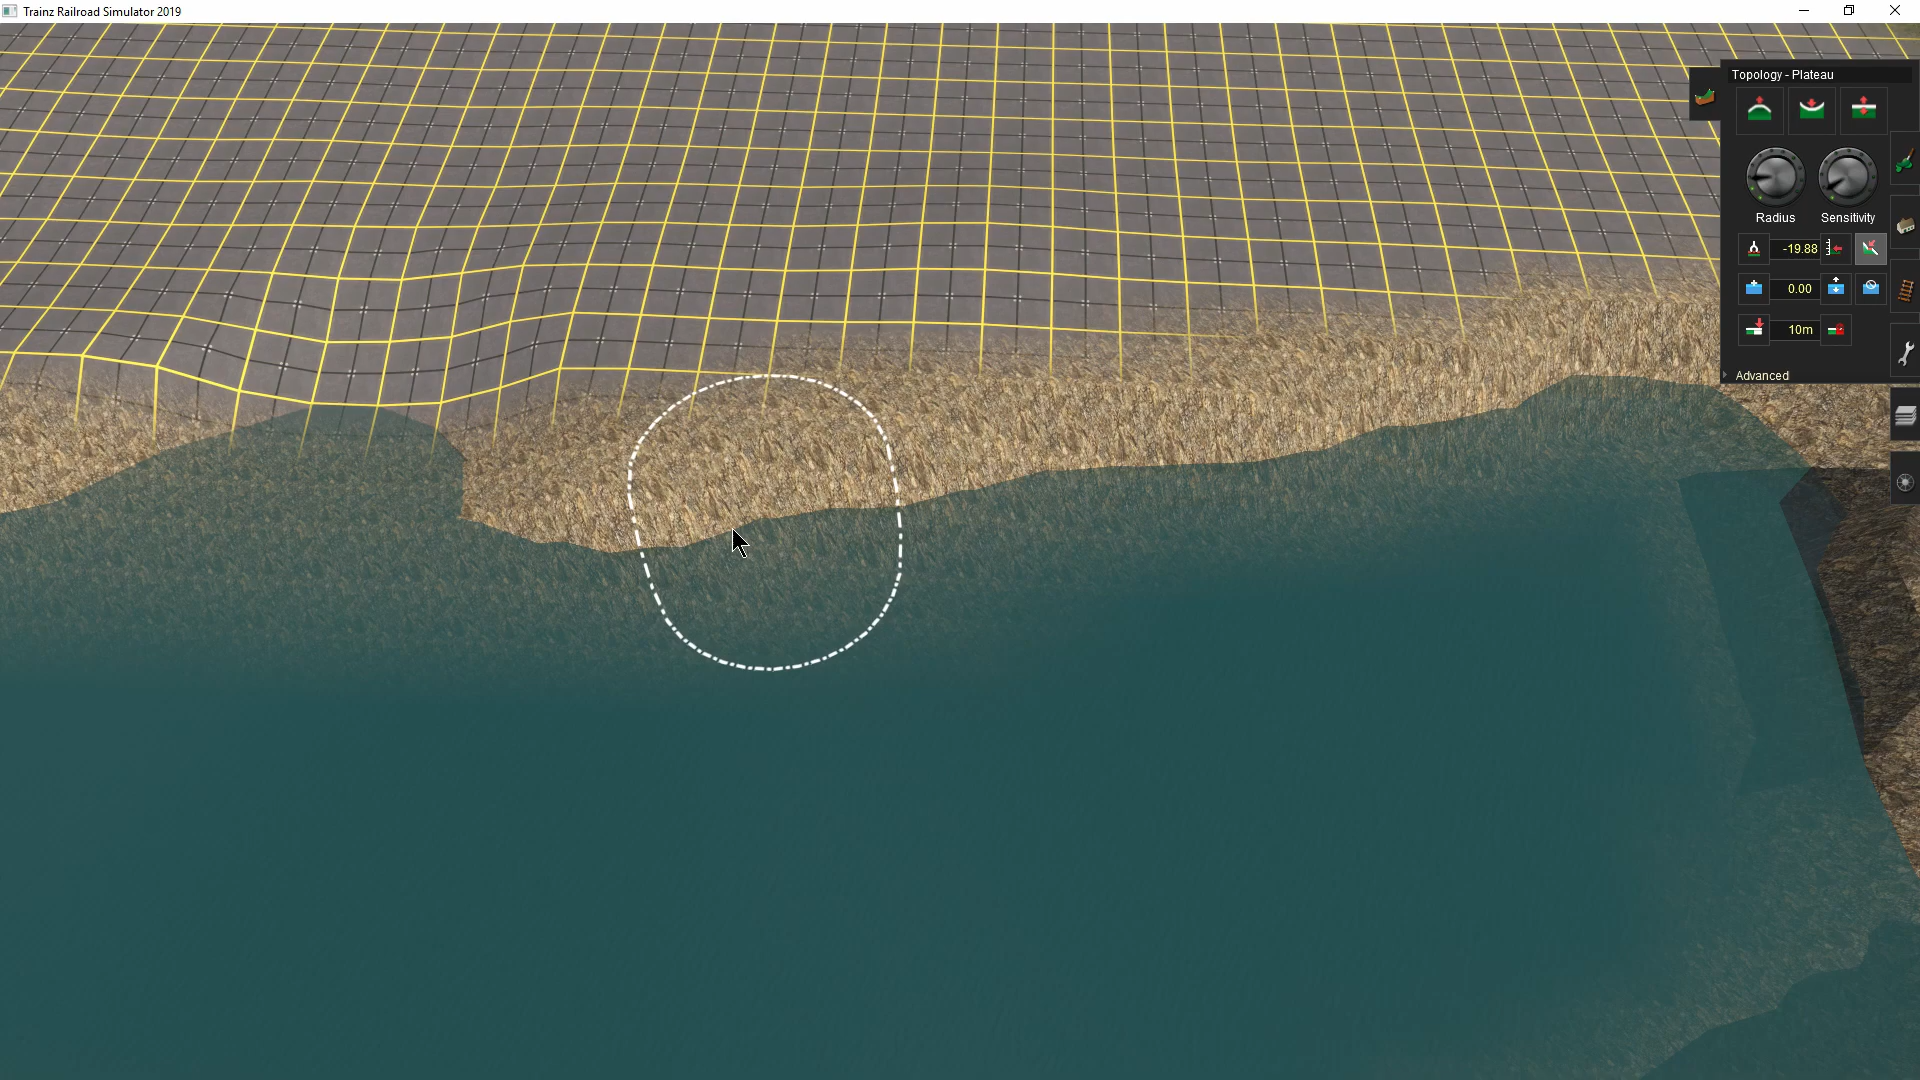 Trainz Railroad Simulator 2019
Topology - Plateau
Radius Sensitivity
-19.88
0.00
10m
Advanced